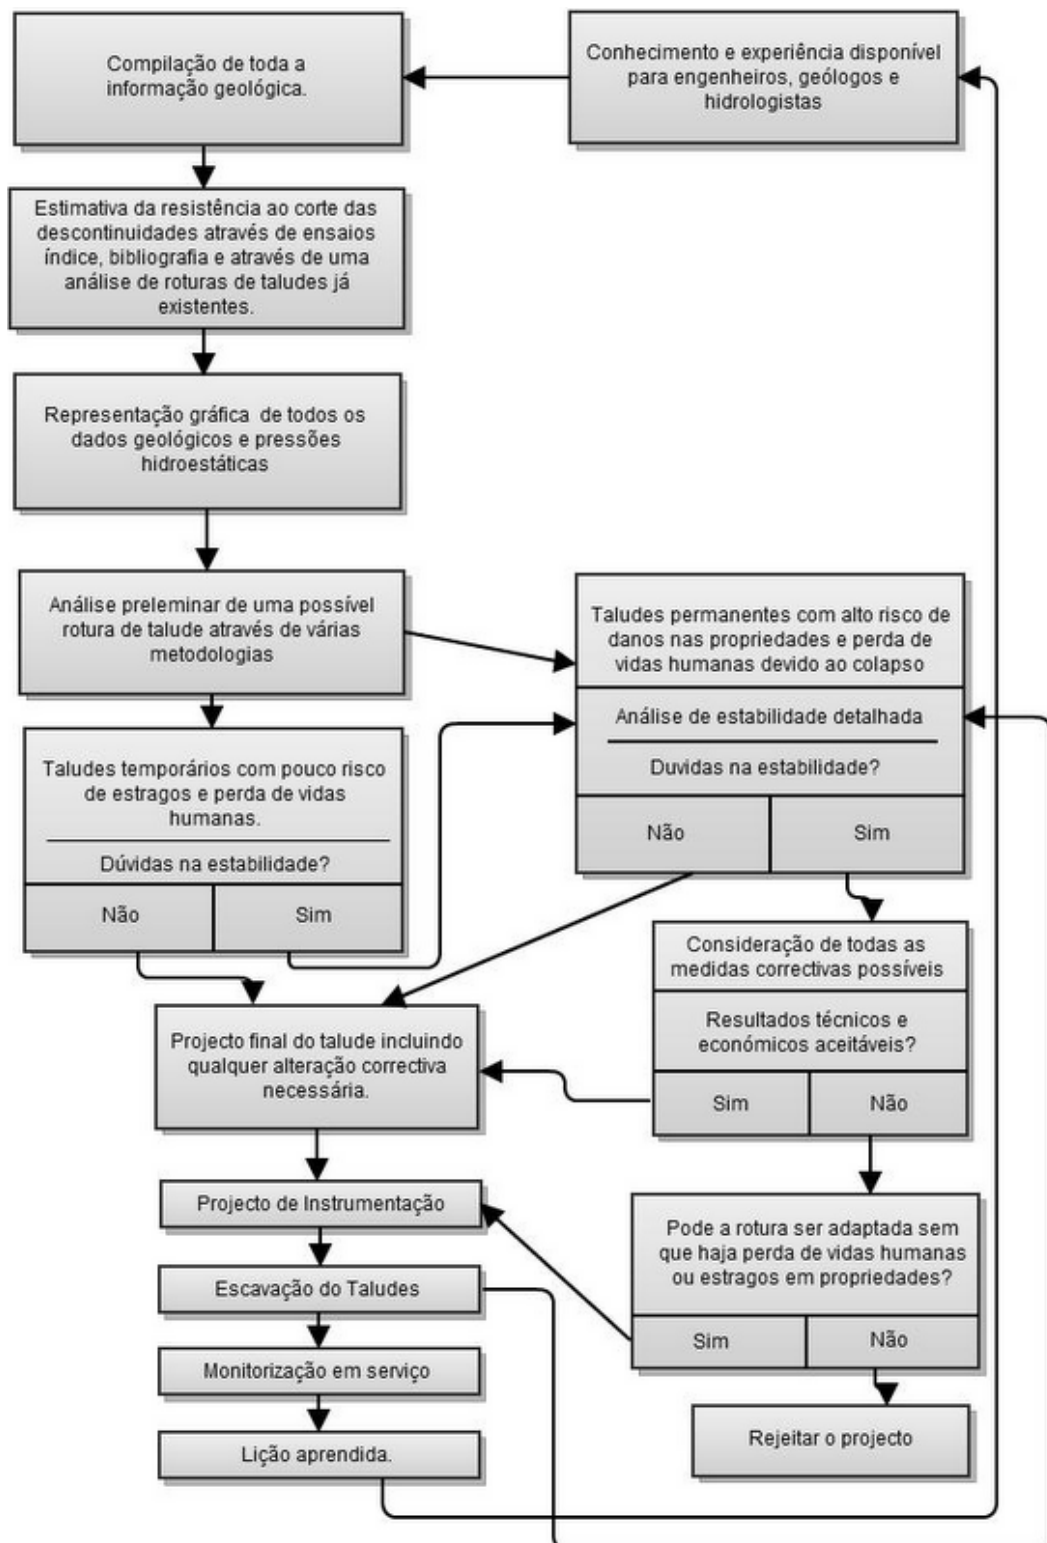 Compilação de toda a
informação geológica.
Conhecimento e experiência disponível
para engenheiros, geólogos e
hidrologistas
Estimativa da resistência ao corte das
descontinuidades através de ensaios
índice, bibliografia e através de uma
análise de roturas de taludes já
existentes.
Representação gráfica de todos os
dados geológicos e pressões
hidroestáticas
Análise preleminar de uma possível
rotura de talude através de várias
metodologias
Taludes permanentes com alto risco de
danos nas propriedades e perda de
vidas humanas devido ao colapso
Análise de estabilidade detalhada
Duvidas na estabilidade?
Não
Sim
Taludes temporários com pouco risco
de estragos e perda de vidas
humanas.
Dúvidas na estabilidade?
Não
Sim
Consideração de todas as
medidas correctivas possíveis
Resultados técnicos e
económicos aceitáveis?
Sim
Não
Projecto final do talude incluindo
qualquer alteração correctiva
necessária.
Projecto de Instrumentação
Pode a rotura ser adaptada sem
que haja perda de vidas humanas
ou estragos em propriedades?
Sim
Não
Escavação do Taludes
Monitorização em serviço
Lição aprendida.
Rejeitar o projecto